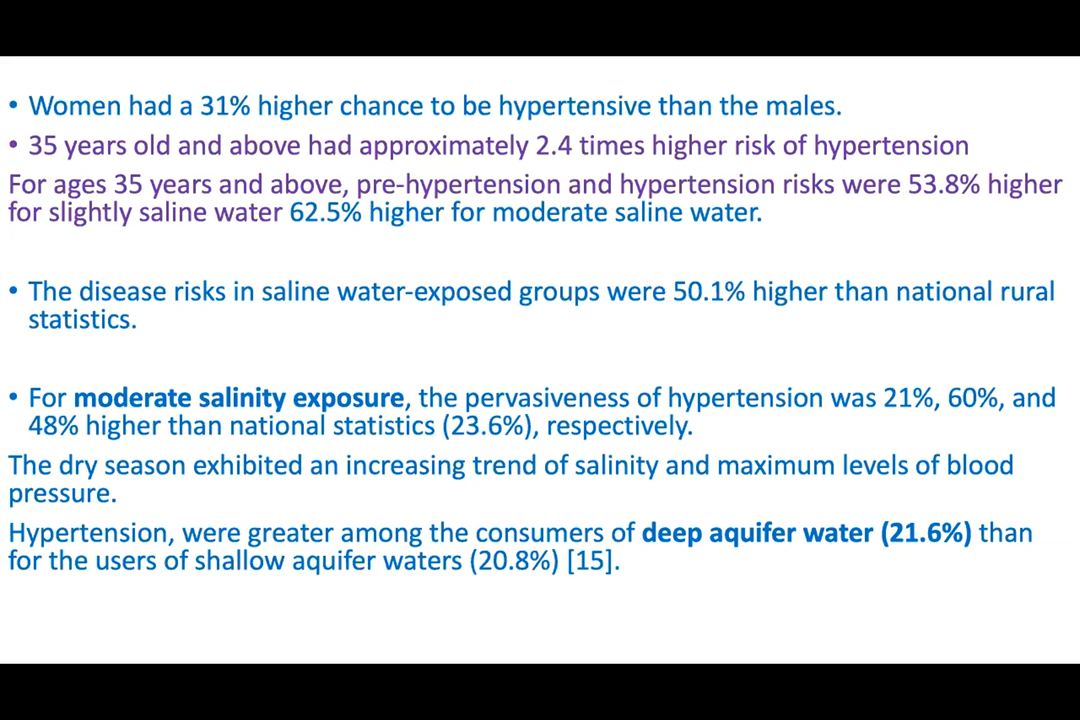 • Women had a 31% higher chance to be hypertensive than the males.
• 35 years old and above had approximately 2.4 times higher risk of hypertension
For ages 35 years and above, pre-hypertension and hypertension risks were 53.8% higher
for slightly saline water 62.5% higher for moderate saline water.
• The disease risks in saline water-exposed groups were 50.1% higher than national rural
statistics.
• For moderate salinity exposure, the pervasiveness of hypertension was 21%, 60%, and
48% higher than national statistics (23.6%), respectively.
The dry season exhibited an increasing trend of salinity and maximum levels of blood
pressure.
Hypertension, were greater among the consumers of deep aquifer water (21.6%) than
for the users of shallow aquifer waters (20.8%) [15].